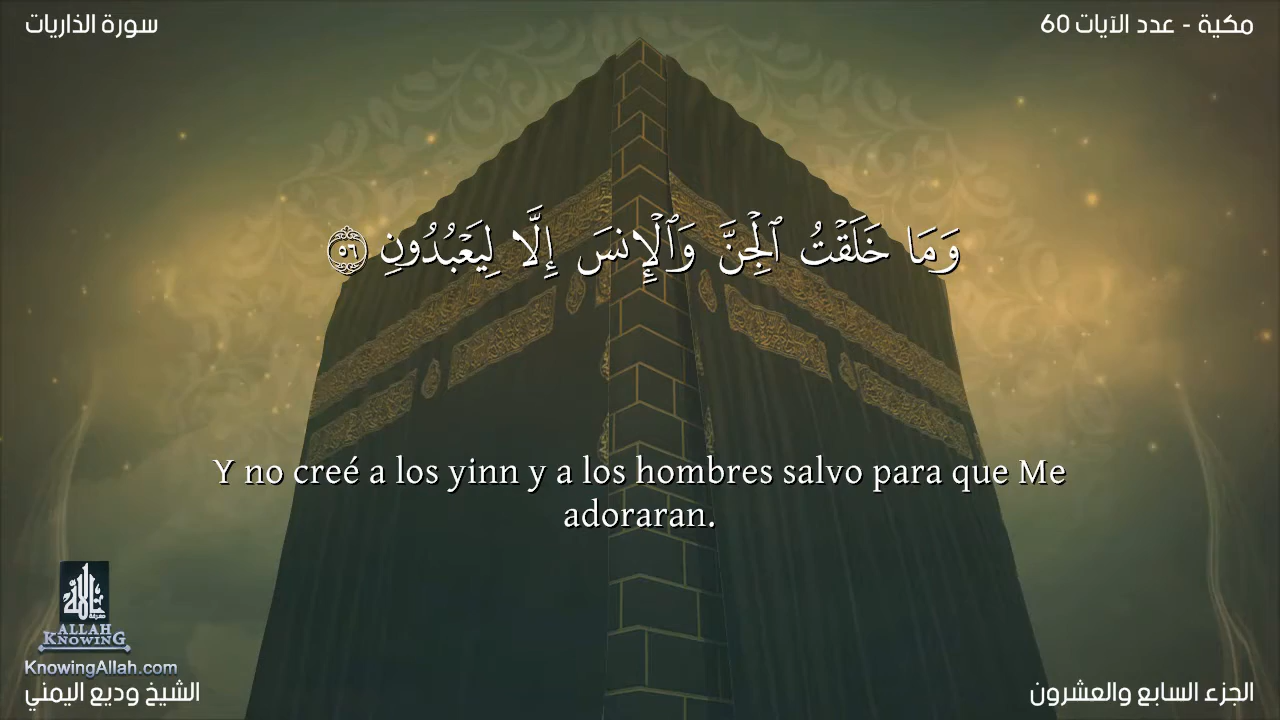 سورة الذاريات
مكية - عدد الآيات 60
وَمَا خَلَقْتُ ٱلْجِنَّ وَٱلْإِنسَ إِلَّا لِيَعْبُدُونِ ٥٦
Y no creé a los yinn y a los hombres salvo para que Me
adoraran.
ALLAH
KNOWING
KnowingAllah.com
الشيخ وديع اليمني
الجزء السابع والعشرون